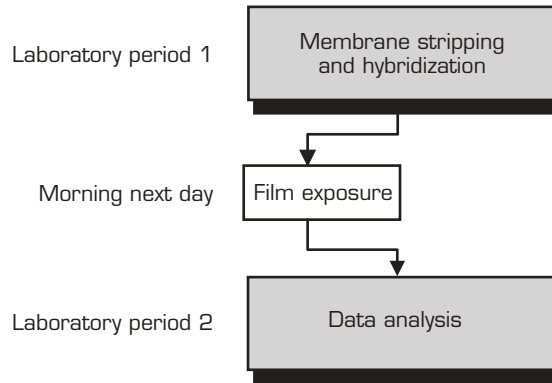 Laboratory period 1
Membrane stripping
and hybridization
Morning next day
Film exposure
Laboratory period 2
Data analysis